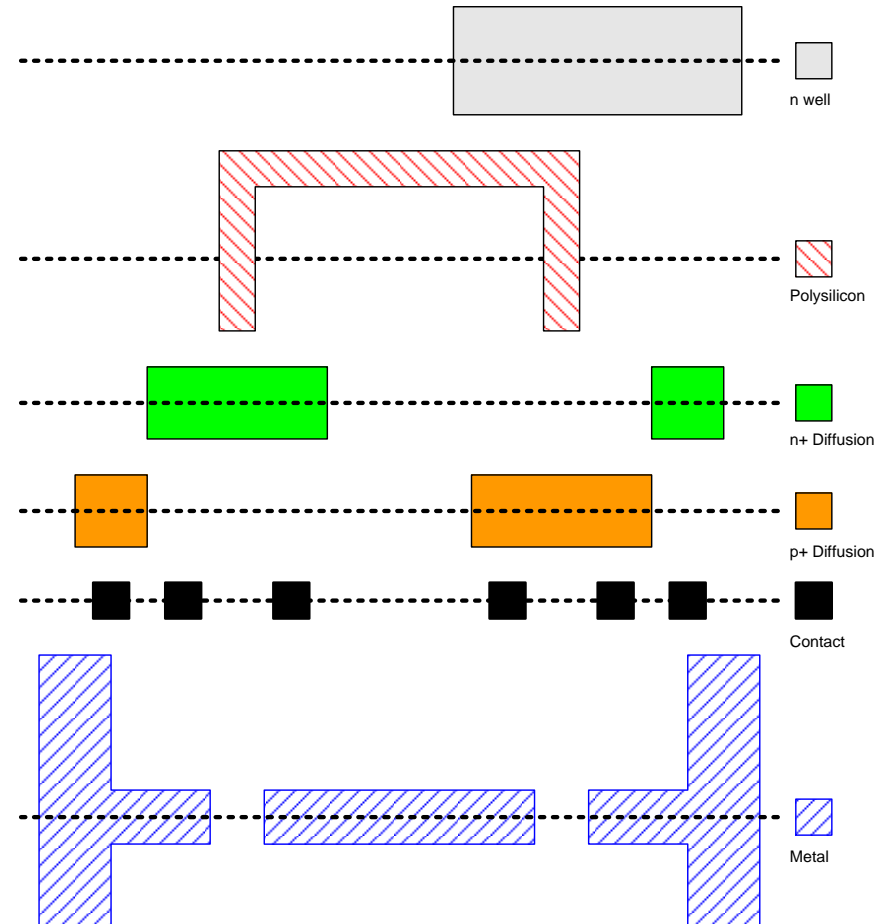 n well
Polysilicon
n+ Diffusion
p+ Diffusion
Contact
Metal